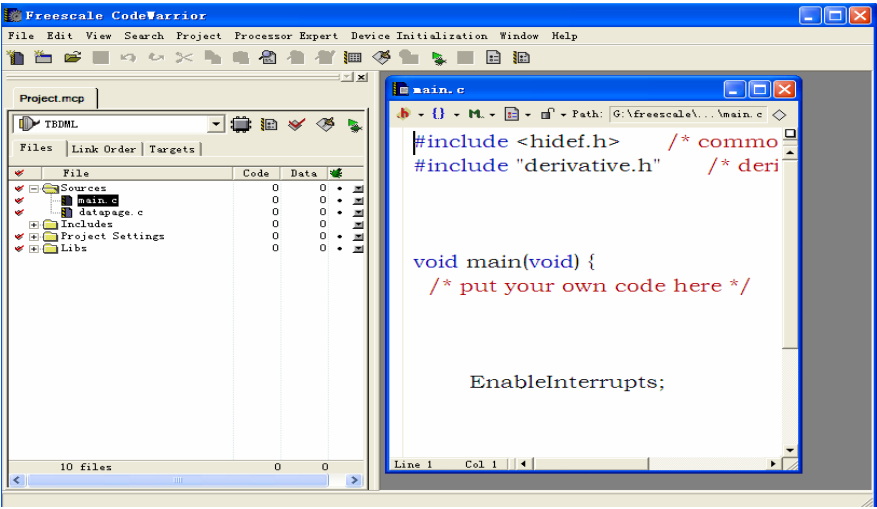 Freescale CodeWarrior
File Edit View Search Project Processor Expert Device Initialization Window Help
Project.mcp
TBDML
Files Link Order Targets
File Code Data
Sources 0 0
main.c 0 0
datapage.c 0 0
Includes 0 0
Project Settings 0 0
Libs 0 0
10 files 0 0
main.c
b {} M. Path: G:\freescale\...\main.c
#include <hidef.h> /* commo
#include "derivative.h" /* deri
void main(void) {
/* put your own code here */
EnableInterrupts;
Line 1 Col 1